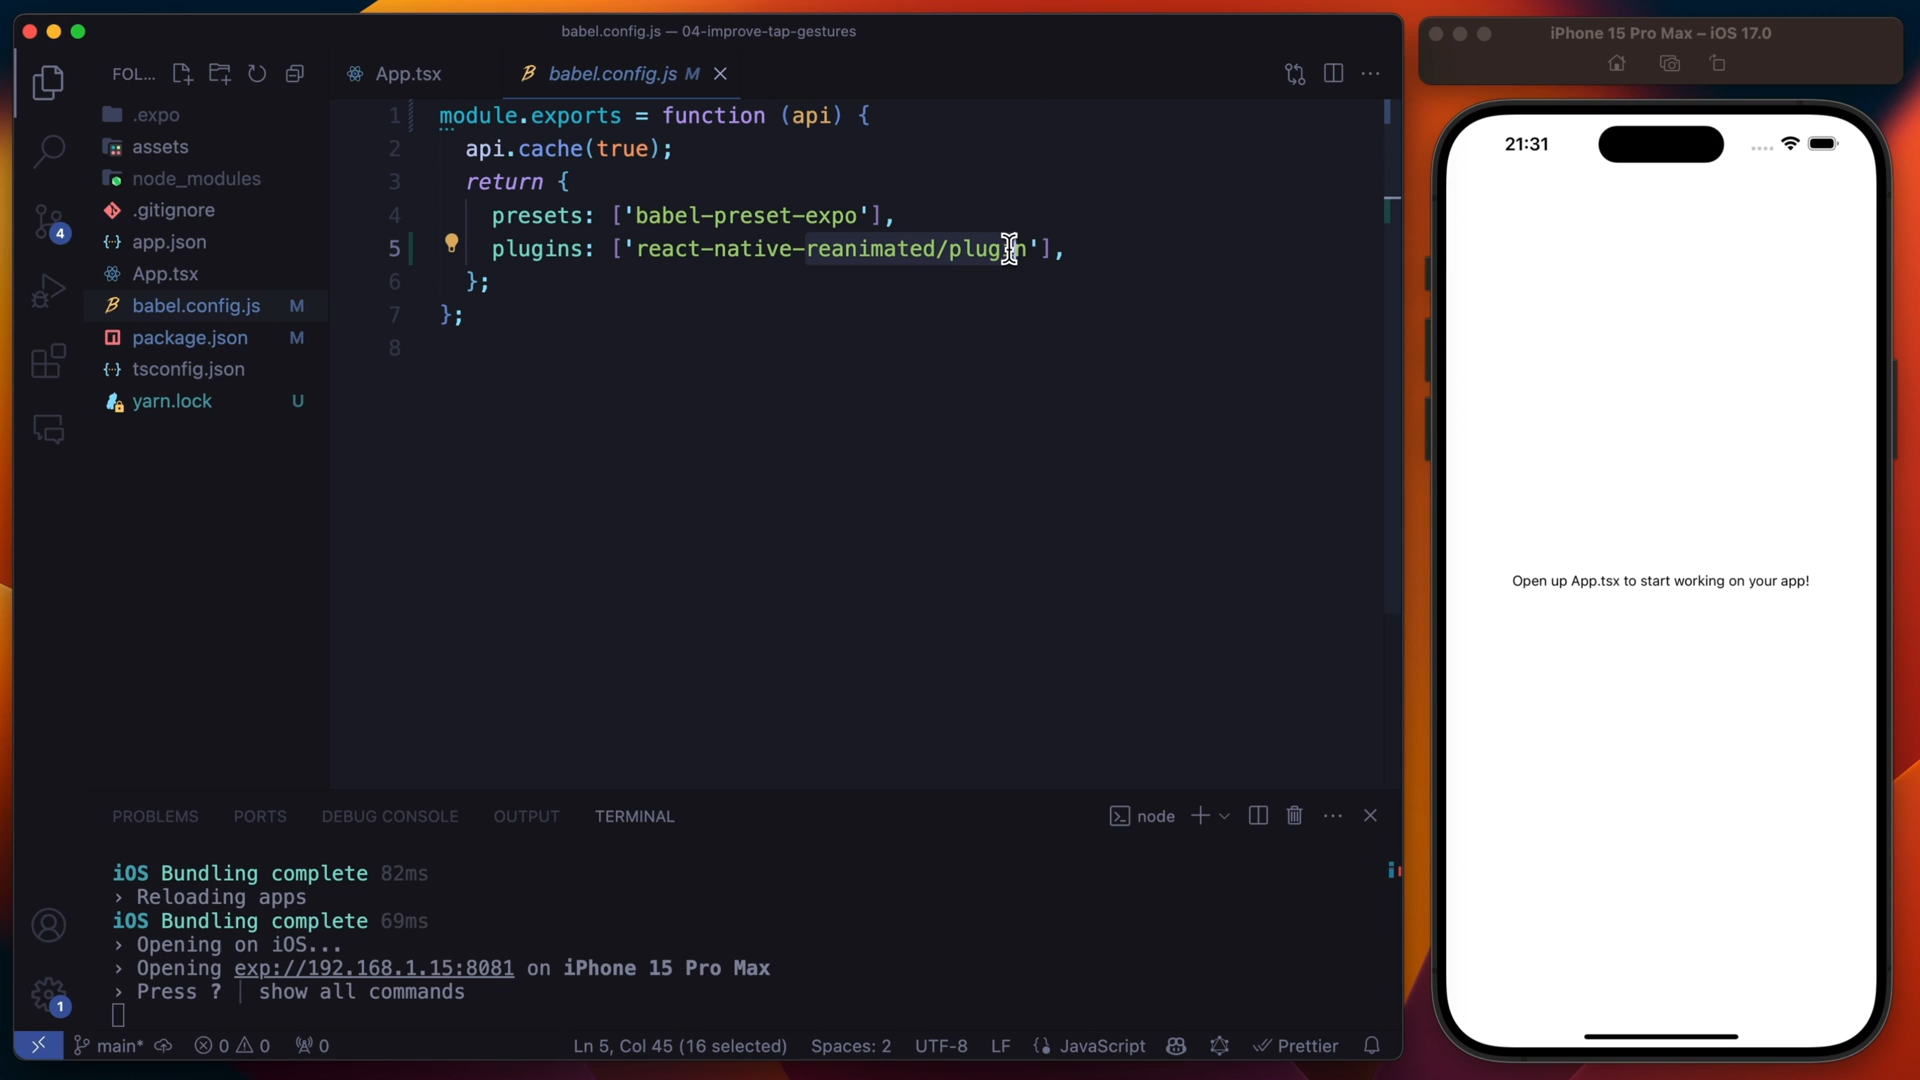 babel.config.js — 04-improve-tap-gestures
FOL...
App.tsx
babel.config.js M
.expo
assets
node_modules
.gitignore
app.json
App.tsx
babel.config.js M
package.json M
tsconfig.json
yarn.lock U
4
1
1 module.exports = function (api) {
2 api.cache(true);
3 return {
4 presets: ['babel-preset-expo'],
5 plugins: ['react-native-reanimated/plugin'],
6 };
7 };
8
PROBLEMS PORTS DEBUG CONSOLE OUTPUT TERMINAL
node
iOS Bundling complete 82ms
› Reloading apps
iOS Bundling complete 69ms
› Opening on iOS...
› Opening exp://192.168.1.15:8081 on iPhone 15 Pro Max
› Press ? │ show all commands
main* 0 0 0 Ln 5, Col 45 (16 selected) Spaces: 2 UTF-8 LF JavaScript Prettier
iPhone 15 Pro Max – iOS 17.0
21:31
Open up App.tsx to start working on your app!